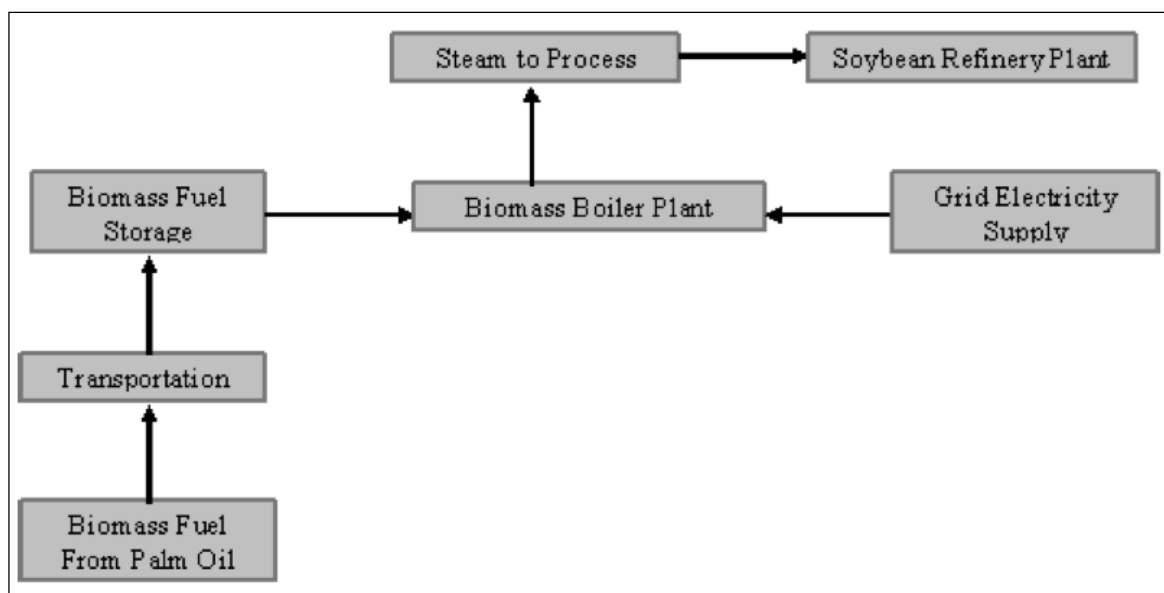 Steam to Process
Soybean Refinery Plant
Biomass Fuel
Storage
Biomass Boiler Plant
Grid Electricity
Supply
Transportation
Biomass Fuel
From Palm Oil